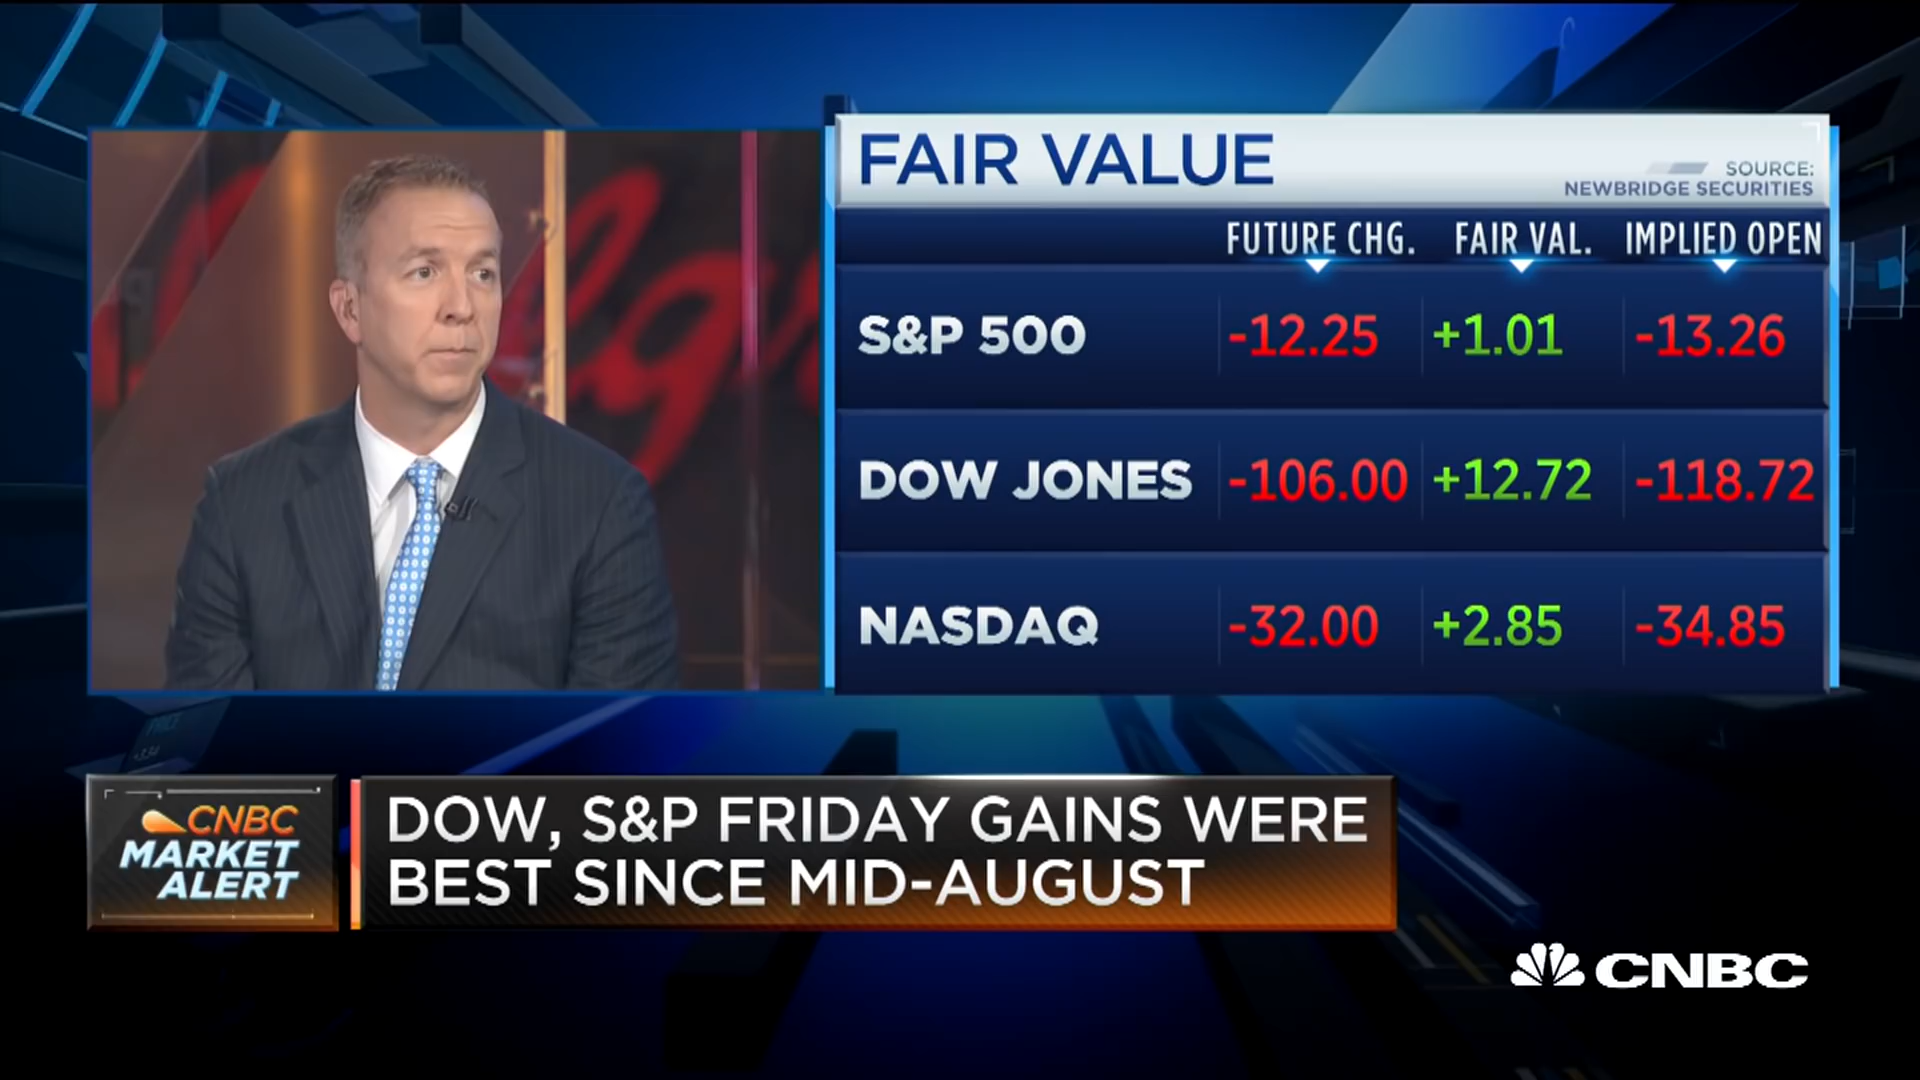 FAIR VALUE
SOURCE:
NEWBRIDGE SECURITIES
FUTURE CHG. FAIR VAL. IMPLIED OPEN
S&P 500 -12.25 +1.01 -13.26
DOW JONES -106.00 +12.72 -118.72
NASDAQ -32.00 +2.85 -34.85
CNBC
MARKET
ALERT
DOW, S&P FRIDAY GAINS WERE
BEST SINCE MID-AUGUST
CNBC